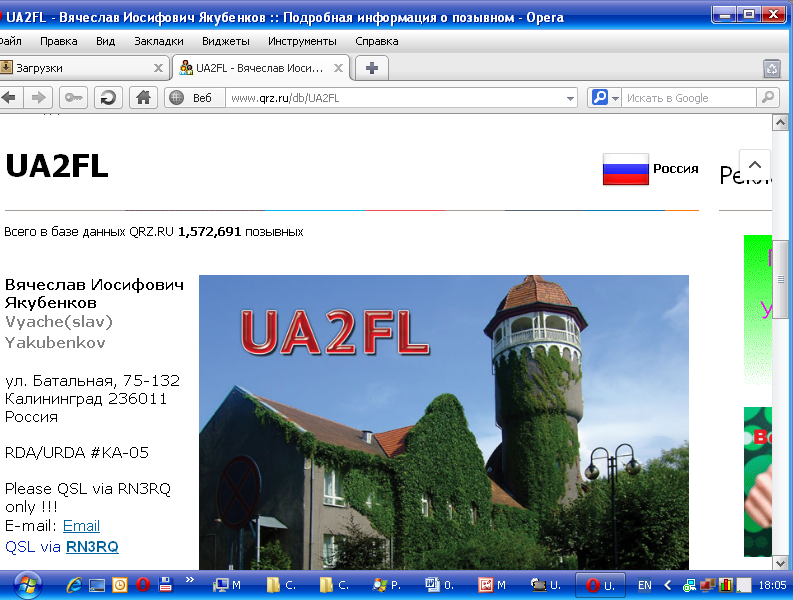 UA2FL - Вячеслав Иосифович Якубенков :: Подробная информация о позывном - Opera
Файл Правка Вид Закладки Виджеты Инструменты Справка
Загрузки UA2FL - Вячеслав Иоси...
Веб www.qrz.ru/db/UA2FL Искать в Google
UA2FL
Россия
Всего в базе данных QRZ.RU 1,572,691 позывных
Вячеслав Иосифович
Якубенков
Vyache(slav)
Yakubenkov
UA2FL
ул. Батальная, 75-132
Калининград 236011
Россия
RDA/URDA #KA-05
Please QSL via RN3RQ
only !!!
E-mail: Email
QSL via RN3RQ
» M С. С. P. 0. M U. U. EN 18:05